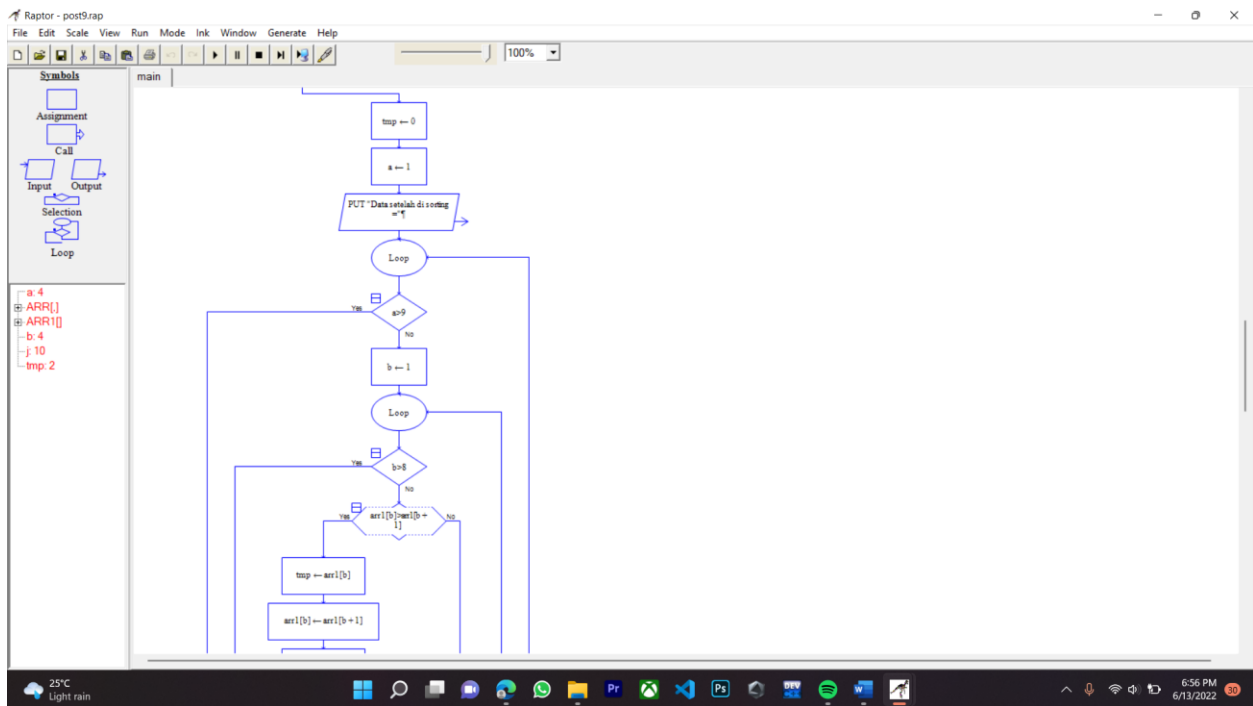 Raptor - post9.rap
File Edit Scale View Run Mode Ink Window Generate Help
100%
Symbols
main
Assignment
Call
Input Output
Selection
Loop
a: 4
ARR[,]
ARR1[]
b: 4
j: 10
tmp: 2
tmp ← 0
a ← 1
PUT "Data setelah di sorting
="¶
Loop
Yes
a>9
No
b ← 1
Loop
Yes
b>8
No
Yes
arr1[b]>arr1[b +
1]
No
tmp ← arr1[b]
arr1[b] ← arr1[b + 1]
25°C
Light rain
Pr
Ps
DEV
W
6:56 PM
6/13/2022
30